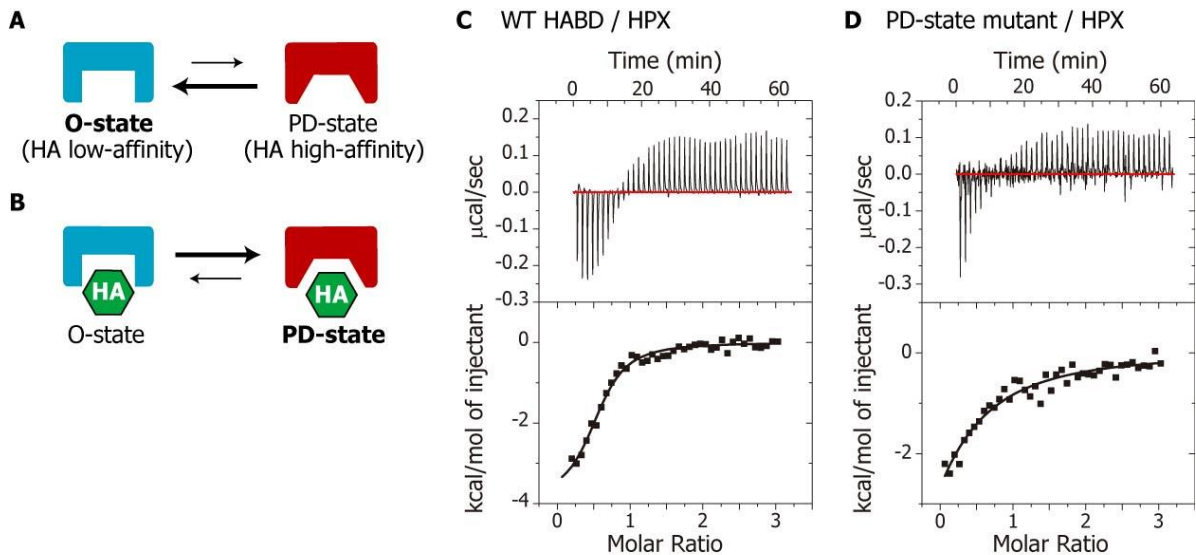 A
O-state
(HA low-affinity)
PD-state
(HA high-affinity)
B
HA
O-state
HA
PD-state
C WT HABD / HPX
Time (min)
0 20 40 60
0.2
0.1
0.0
-0.1
-0.2
-0.3
µcal/sec
0
-2
-4
kcal/mol of injectant
0 1 2 3
Molar Ratio
D PD-state mutant / HPX
Time (min)
0 20 40 60
0.2
0.1
0.0
-0.1
-0.2
-0.3
µcal/sec
0
-2
kcal/mol of injectant
0 1 2 3
Molar Ratio